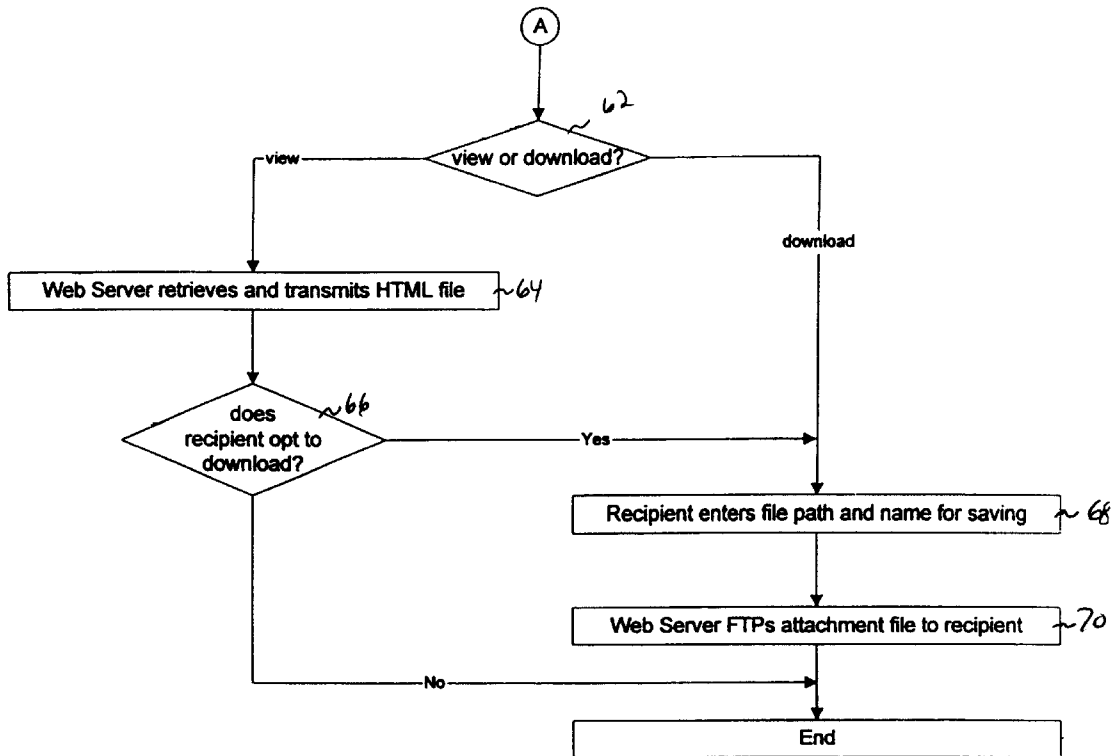 A
62
view or download?
view
download
Web Server retrieves and transmits HTML file
~64
does
~66
recipient opt to
download?
Yes
Recipient enters file path and name for saving
~68
Web Server FTPs attachment file to recipient
~70
No
End